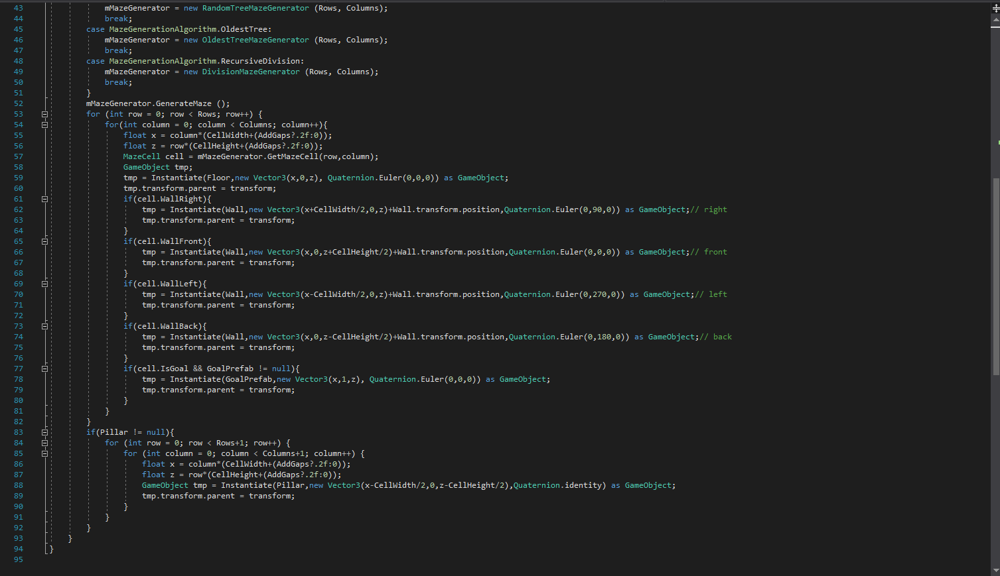 43 mMazeGenerator = new RandomTreeMazeGenerator (Rows, Columns);
44 break;
45 case MazeGenerationAlgorithm.OldestTree:
46 mMazeGenerator = new OldestTreeMazeGenerator (Rows, Columns);
47 break;
48 case MazeGenerationAlgorithm.RecursiveDivision:
49 mMazeGenerator = new DivisionMazeGenerator (Rows, Columns);
50 break;
51 }
52 mMazeGenerator.GenerateMaze ();
53 for (int row = 0; row < Rows; row++) {
54 for(int column = 0; column < Columns; column++){
55 float x = column*(CellWidth+(AddGaps?.2f:0));
56 float z = row*(CellHeight+(AddGaps?.2f:0));
57 MazeCell cell = mMazeGenerator.GetMazeCell(row,column);
58 GameObject tmp;
59 tmp = Instantiate(Floor,new Vector3(x,0,z), Quaternion.Euler(0,0,0)) as GameObject;
60 tmp.transform.parent = transform;
61 if(cell.WallRight){
62 tmp = Instantiate(Wall,new Vector3(x+CellWidth/2,0,z)+Wall.transform.position,Quaternion.Euler(0,90,0)) as GameObject;// right
63 tmp.transform.parent = transform;
64 }
65 if(cell.WallFront){
66 tmp = Instantiate(Wall,new Vector3(x,0,z+CellHeight/2)+Wall.transform.position,Quaternion.Euler(0,0,0)) as GameObject;// front
67 tmp.transform.parent = transform;
68 }
69 if(cell.WallLeft){
70 tmp = Instantiate(Wall,new Vector3(x-CellWidth/2,0,z)+Wall.transform.position,Quaternion.Euler(0,270,0)) as GameObject;// left
71 tmp.transform.parent = transform;
72 }
73 if(cell.WallBack){
74 tmp = Instantiate(Wall,new Vector3(x,0,z-CellHeight/2)+Wall.transform.position,Quaternion.Euler(0,180,0)) as GameObject;// back
75 tmp.transform.parent = transform;
76 }
77 if(cell.IsGoal && GoalPrefab != null){
78 tmp = Instantiate(GoalPrefab,new Vector3(x,1,z), Quaternion.Euler(0,0,0)) as GameObject;
79 tmp.transform.parent = transform;
80 }
81 }
82 }
83 if(Pillar != null){
84 for (int row = 0; row < Rows+1; row++) {
85 for (int column = 0; column < Columns+1; column++) {
86 float x = column*(CellWidth+(AddGaps?.2f:0));
87 float z = row*(CellHeight+(AddGaps?.2f:0));
88 GameObject tmp = Instantiate(Pillar,new Vector3(x-CellWidth/2,0,z-CellHeight/2),Quaternion.identity) as GameObject;
89 tmp.transform.parent = transform;
90 }
91 }
92 }
93 }
94 }
95